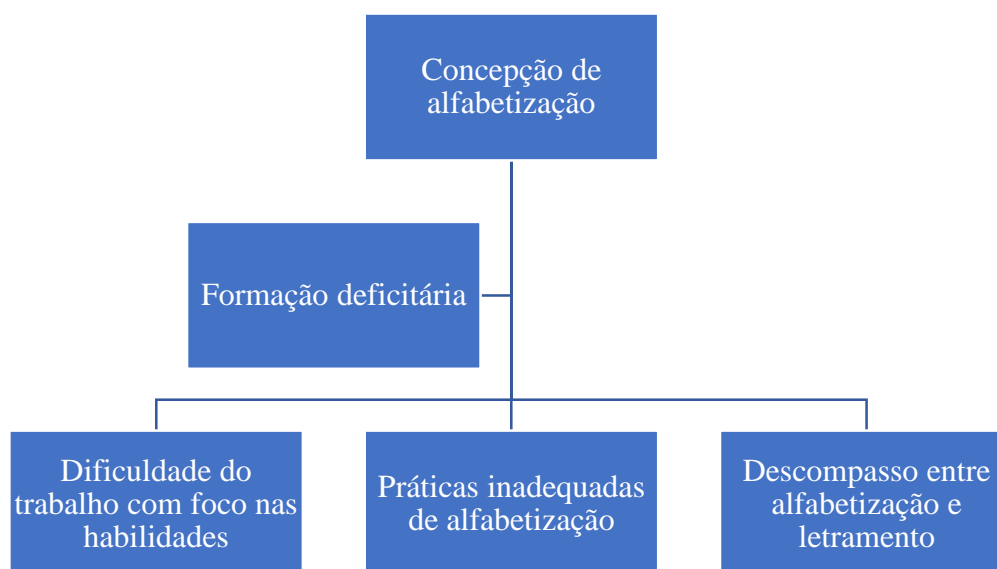 Concepção de
alfabetização
Formação deficitária
Dificuldade do
trabalho com foco nas
habilidades
Práticas inadequadas
de alfabetização
Descompasso entre
alfabetização e
letramento